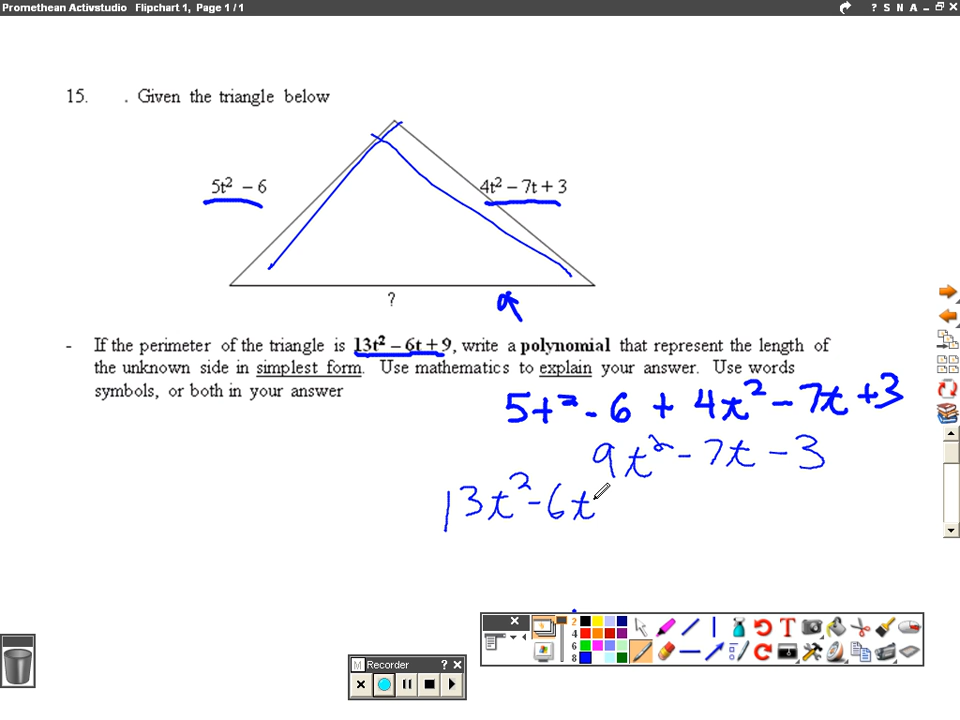 Promethean Activstudio Flipchart 1, Page 1 / 1
? S N A
15. . Given the triangle below
5t² – 6
4t² – 7t + 3
?
- If the perimeter of the triangle is 13t² – 6t + 9, write a polynomial that represent the length of
the unknown side in simplest form. Use mathematics to explain your answer. Use words
symbols, or both in your answer
5t² - 6 + 4t² - 7t + 3
9t² - 7t - 3
13t² - 6t
2
4
6
8
T
Recorder ?